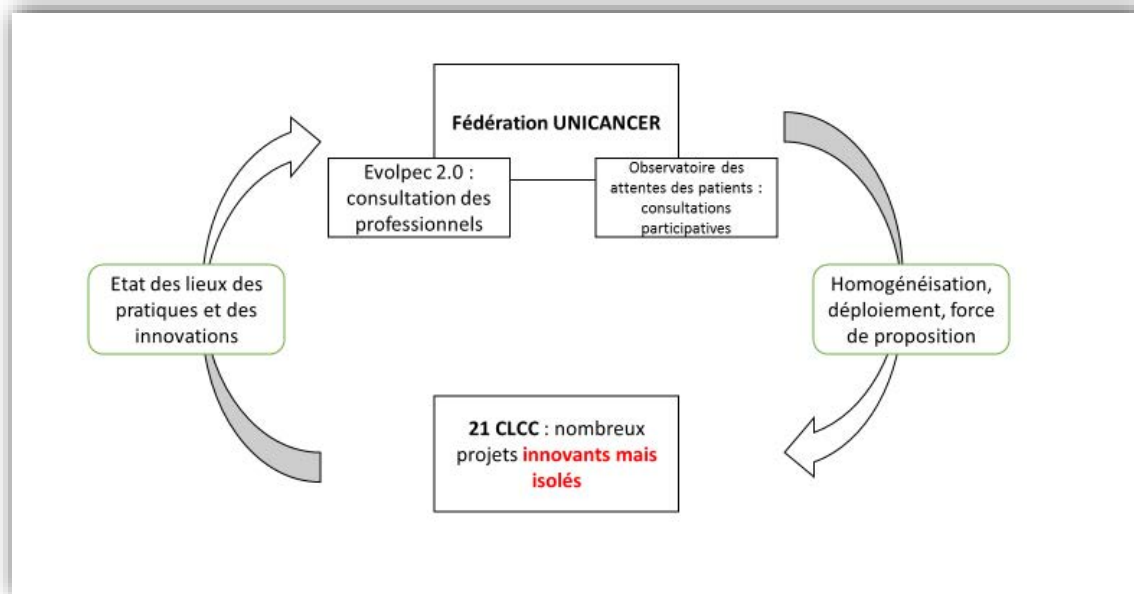 Fédération UNICANCER
Evolpec 2.0 :
consultation des
professionnels
Observatoire des
attentes des patients :
consultations
participatives
Etat des lieux des
pratiques et des
innovations
Homogénéisation,
déploiement, force
de proposition
21 CLCC : nombreux
projets innovants mais
isolés